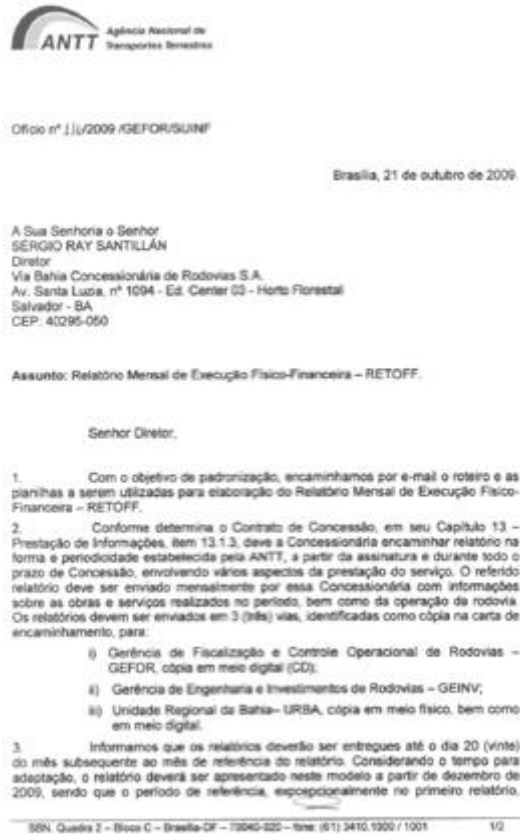 ANTT Agência Nacional de
Transportes Terrestres
Ofício nº /2009 /GEFOR/SUINF
Brasília, 21 de outubro de 2009.
A Sua Senhoria o Senhor
SÉRGIO RAY SANTILLÁN
Diretor
Via Bahia Concessionária de Rodovias S.A.
Av. Santa Luzia, nº 1094 - Ed. Center 03 - Horto Florestal
Salvador - BA
CEP: 40295-050
Assunto: Relatório Mensal de Execução Físico-Financeira – RETOFF.
Senhor Diretor,
1. Com o objetivo de padronização, encaminhamos por e-mail o roteiro e as
planilhas a serem utilizadas para elaboração do Relatório Mensal de Execução Físico-
Financeira – RETOFF.
2. Conforme determina o Contrato de Concessão, em seu Capítulo 13 –
Prestação de Informações, item 13.1.3, deve a Concessionária encaminhar relatório na
forma e periodicidade estabelecida pela ANTT, a partir da assinatura e durante todo o
prazo de Concessão, envolvendo vários aspectos da prestação do serviço. O referido
relatório deve ser enviado mensalmente por essa Concessionária com informações
sobre as obras e serviços realizados no período, bem como da operação da rodovia.
Os relatórios devem ser enviados em 3 (três) vias, identificadas como cópia na carta de
encaminhamento, para:
i) Gerência de Fiscalização e Controle Operacional de Rodovias –
GEFOR, cópia em meio digital (CD);
ii) Gerência de Engenharia e Investimentos de Rodovias – GEINV;
iii) Unidade Regional da Bahia– URBA, cópia em meio físico, bem como
em meio digital.
3. Informamos que os relatórios deverão ser entregues até o dia 20 (vinte)
do mês subsequente ao mês de referência do relatório. Considerando o tempo para
adaptação, o relatório deverá ser apresentado neste modelo a partir de dezembro de
2009, sendo que o período de referência, expcepcionalmente no primeiro relatório,
SBN, Quadra 2 – Bloco C – Brasília-DF – 70040-020 – fone: (61) 3410.1000 / 1001 1/2